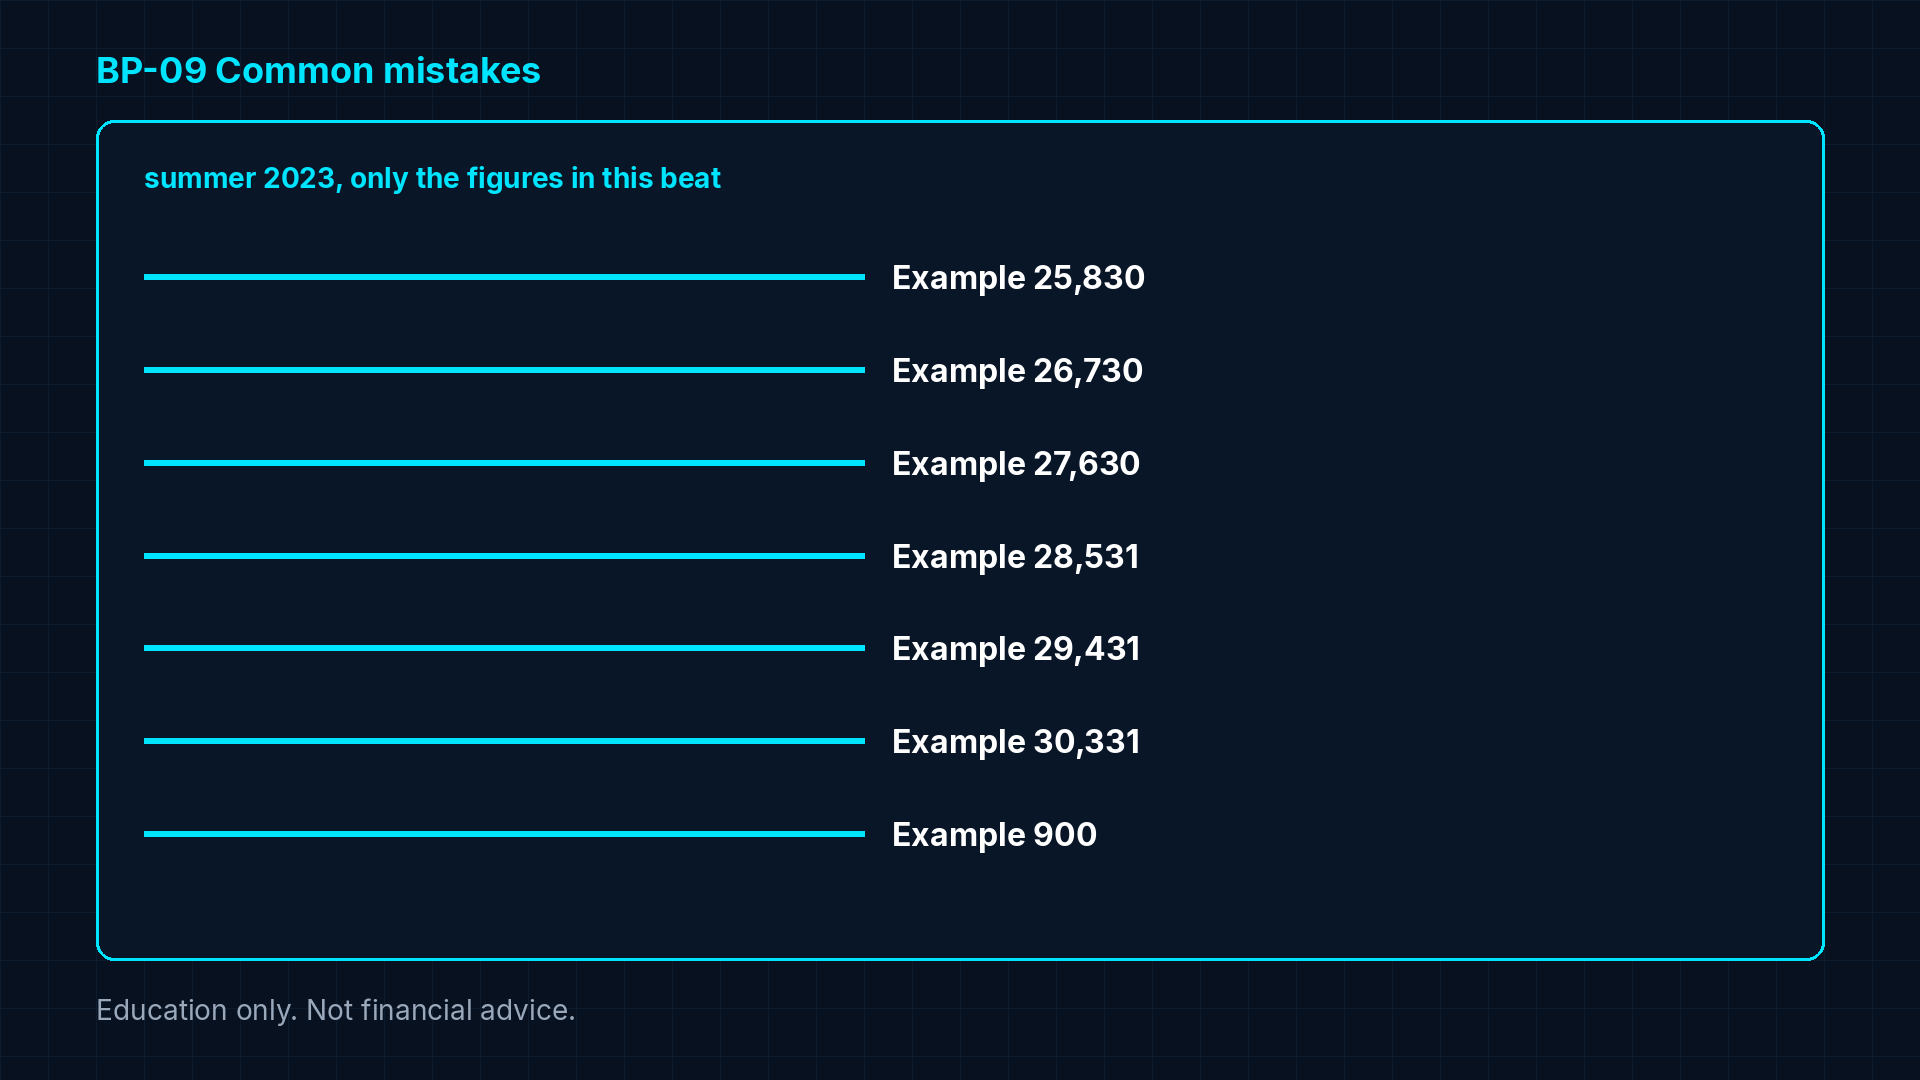 BP-09 Common mistakes
summer 2023, only the figures in this beat
Example 25,830
Example 26,730
Example 27,630
Example 28,531
Example 29,431
Example 30,331
Example 900
Education only. Not financial advice.